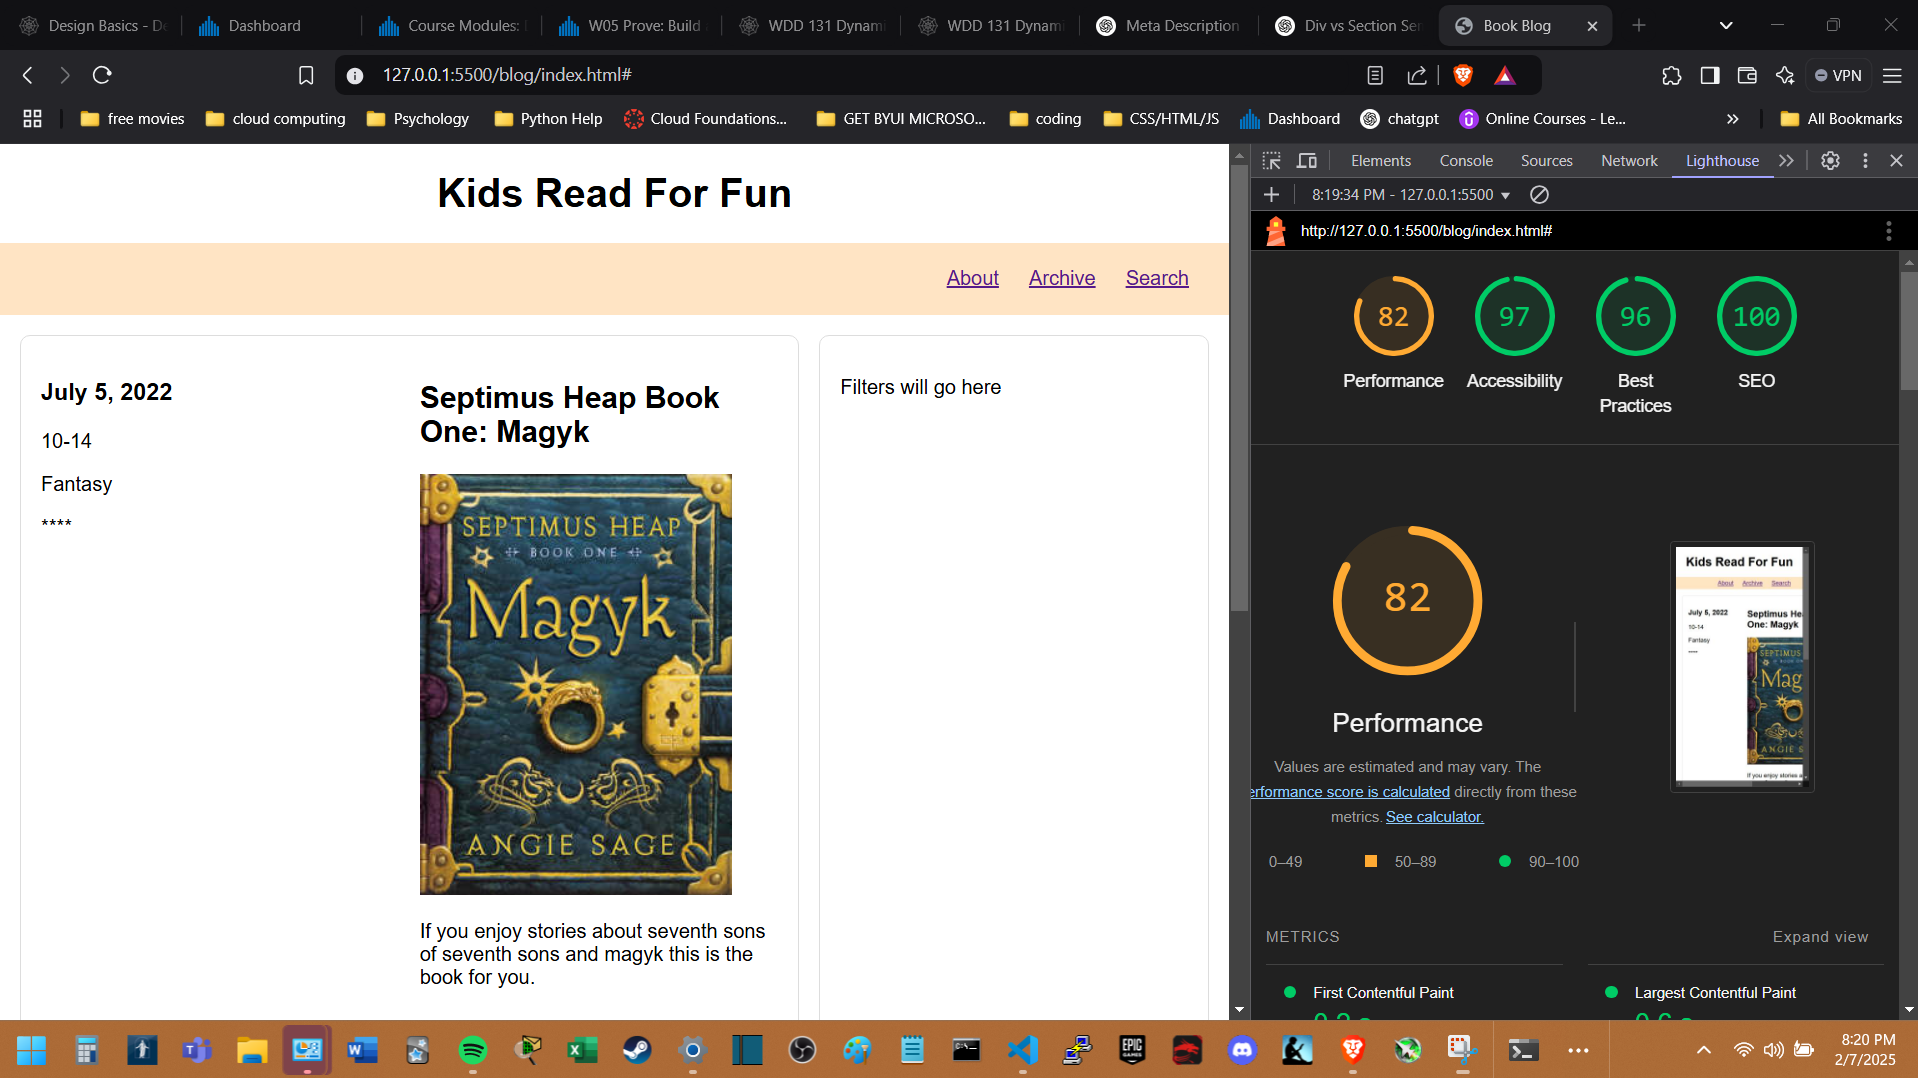 Design Basics - De
Dashboard
Course Modules:
W05 Prove: Build
WDD 131 Dynami
WDD 131 Dynam
Meta Description
Div vs Section Sem
Book Blog
127.0.0.1:5500/blog/index.html#
VPN
free movies
cloud computing
Psychology
Python Help
Cloud Foundations...
GET BYUI MICROSO...
coding
CSS/HTML/JS
Dashboard
chatgpt
Online Courses - Le...
All Bookmarks
Kids Read For Fun
About Archive Search
July 5, 2022
10-14
Fantasy
****
Septimus Heap Book
One: Magyk
SEPTIMUS HEAP
BOOK ONE
Magyk
ANGIE SAGE
If you enjoy stories about seventh sons
of seventh sons and magyk this is the
book for you.
Filters will go here
Elements Console Sources Network Lighthouse
8:19:34 PM - 127.0.0.1:5500
http://127.0.0.1:5500/blog/index.html#
82
Performance
97
Accessibility
96
Best
Practices
100
SEO
82
Performance
Values are estimated and may vary. The
erformance score is calculated directly from these
metrics. See calculator.
0–49
50–89
90–100
Kids Read For Fun
About Archive Search
July 5, 2022
10-14
Fantasy
****
Septimus He
One: Magyk
SEPTIMUS
Mag
ANGIE SA
If you enjoy stories a
METRICS
Expand view
First Contentful Paint
Largest Contentful Paint
EPIC
GAMES
8:20 PM
2/7/2025